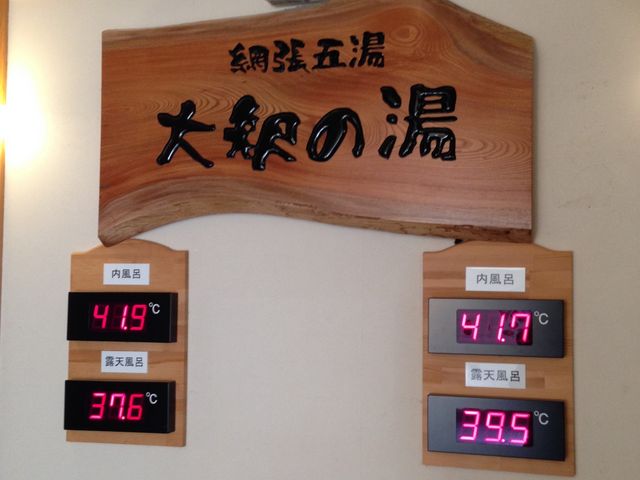 網張五湯
大釈の湯
内風呂
41.9℃
露天風呂
37.6℃
内風呂
41.7℃
露天風呂
39.5℃